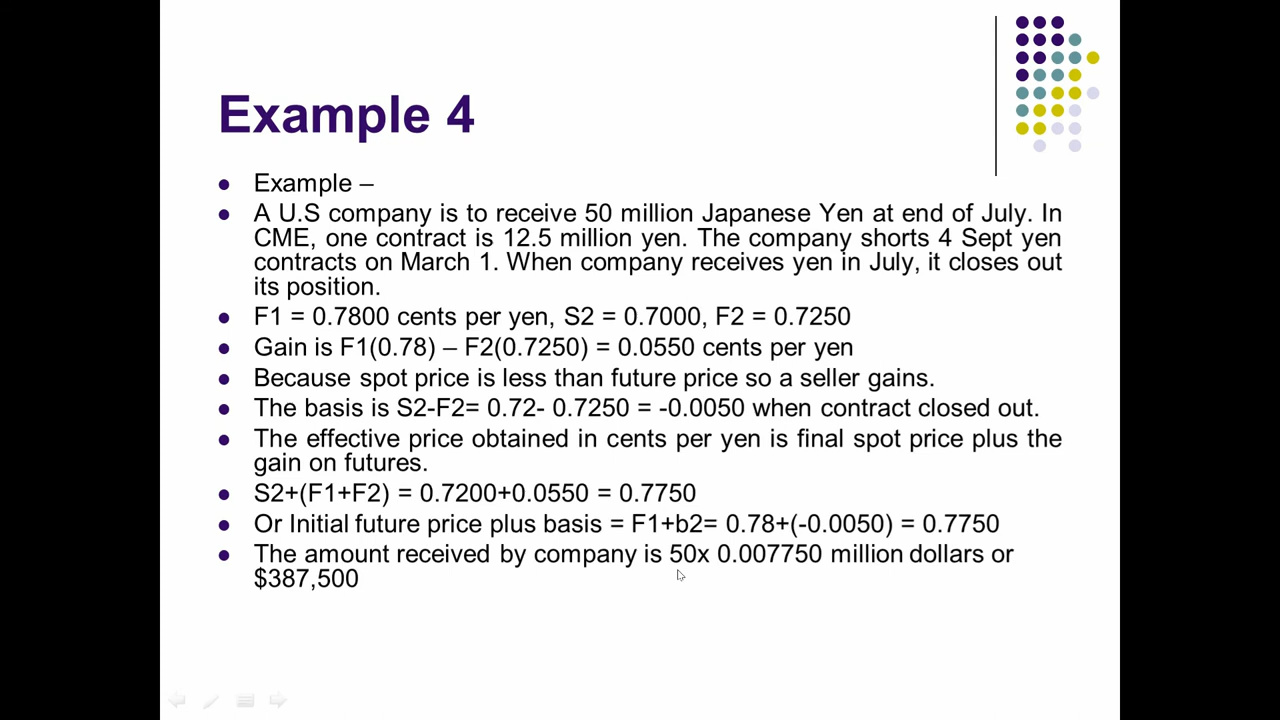 Example 4
Example –
A U.S company is to receive 50 million Japanese Yen at end of July. In
CME, one contract is 12.5 million yen. The company shorts 4 Sept yen
contracts on March 1. When company receives yen in July, it closes out
its position.
F1 = 0.7800 cents per yen, S2 = 0.7000, F2 = 0.7250
Gain is F1(0.78) – F2(0.7250) = 0.0550 cents per yen
Because spot price is less than future price so a seller gains.
The basis is S2-F2= 0.72- 0.7250 = -0.0050 when contract closed out.
The effective price obtained in cents per yen is final spot price plus the
gain on futures.
S2+(F1+F2) = 0.7200+0.0550 = 0.7750
Or Initial future price plus basis = F1+b2= 0.78+(-0.0050) = 0.7750
The amount received by company is 50x 0.007750 million dollars or
$387,500